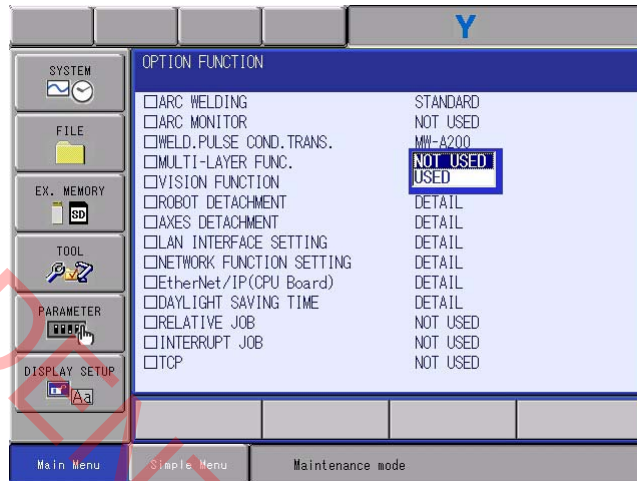 Y
SYSTEM
FILE
EX. MEMORY
SD
TOOL
PARAMETER
DISPLAY SETUP
Aa
OPTION FUNCTION
□ARC WELDING STANDARD
□ARC MONITOR NOT USED
□WELD.PULSE COND.TRANS. MW-A200
□MULTI-LAYER FUNC. NOT USED
□VISION FUNCTION USED
□ROBOT DETACHMENT DETAIL
□AXES DETACHMENT DETAIL
□LAN INTERFACE SETTING DETAIL
□NETWORK FUNCTION SETTING DETAIL
□EtherNet/IP(CPU Board) DETAIL
□DAYLIGHT SAVING TIME DETAIL
□RELATIVE JOB NOT USED
□INTERRUPT JOB NOT USED
□TCP NOT USED
Main Menu Simple Menu Maintenance mode